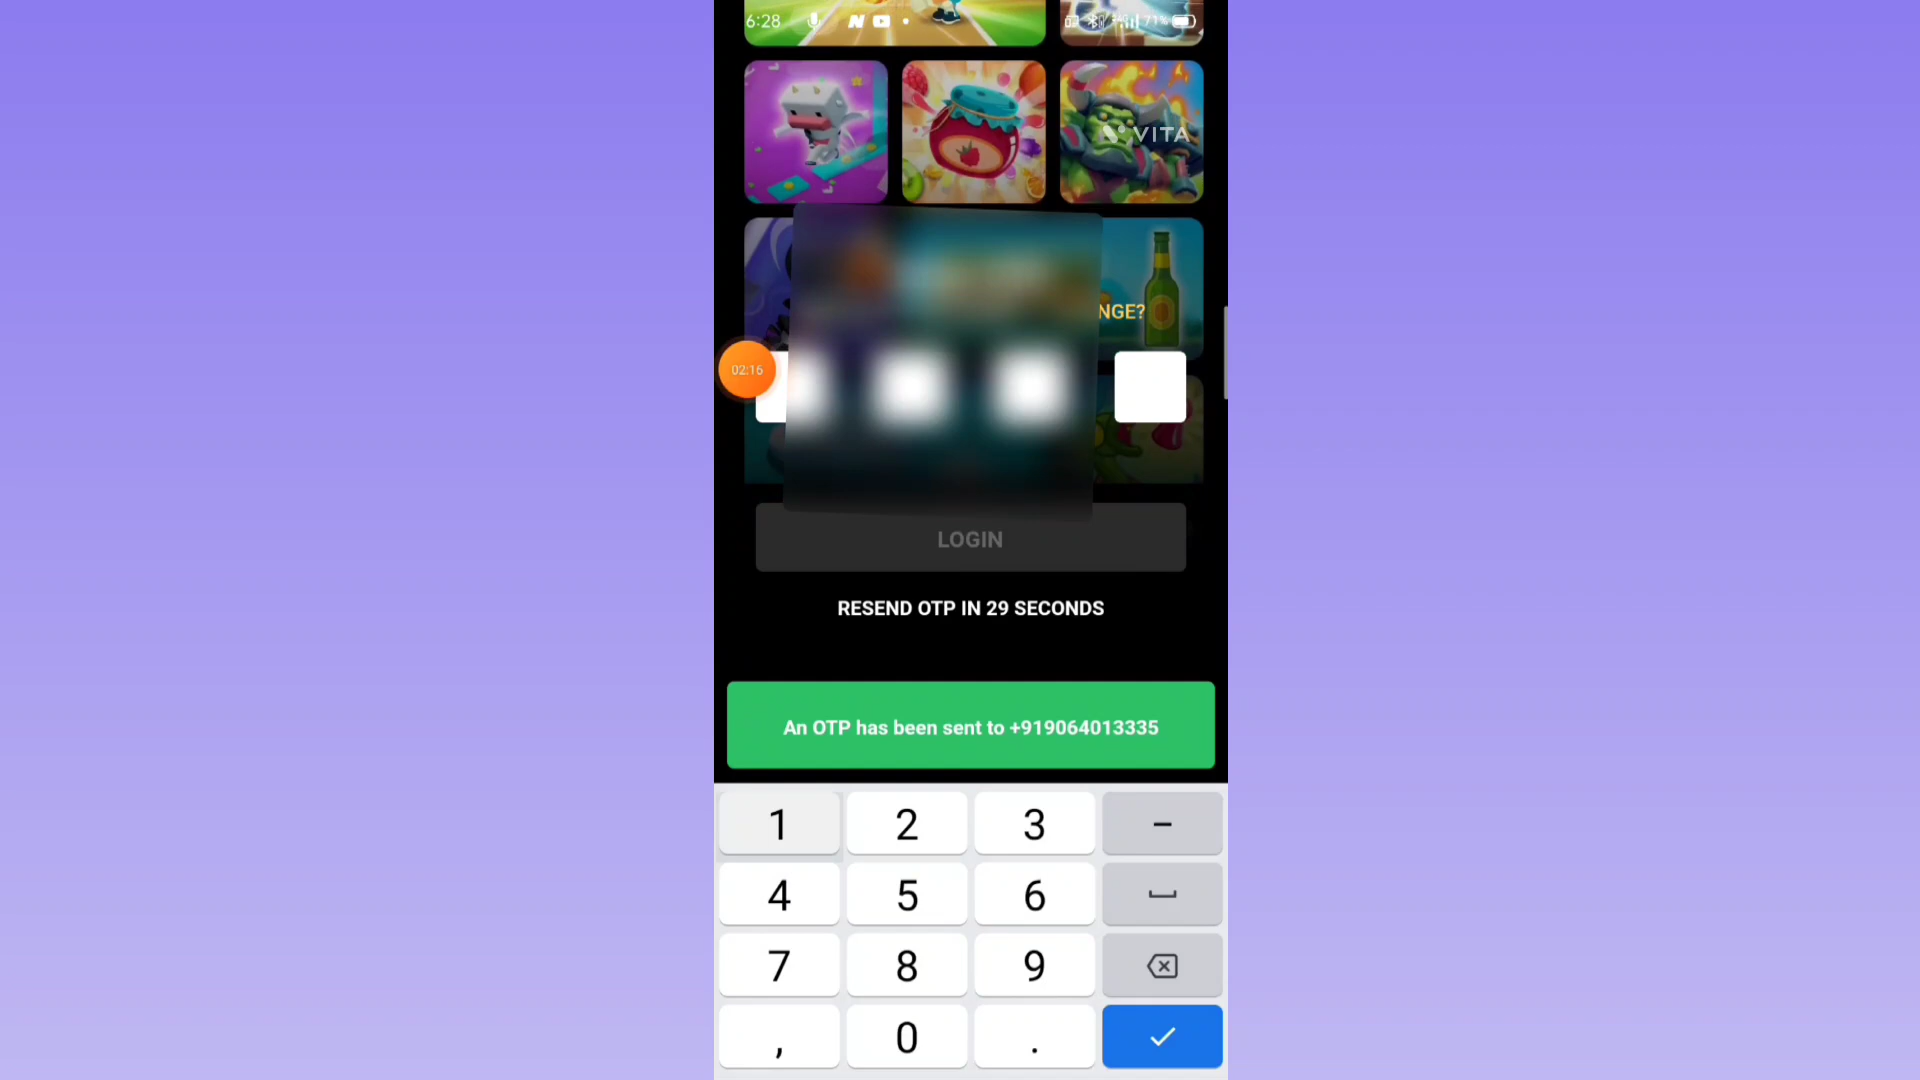 6:28
71%
VITA
NGE?
02:16
LOGIN
RESEND OTP IN 29 SECONDS
An OTP has been sent to +919064013335
1 2 3 –
4 5 6
7 8 9
, 0 .